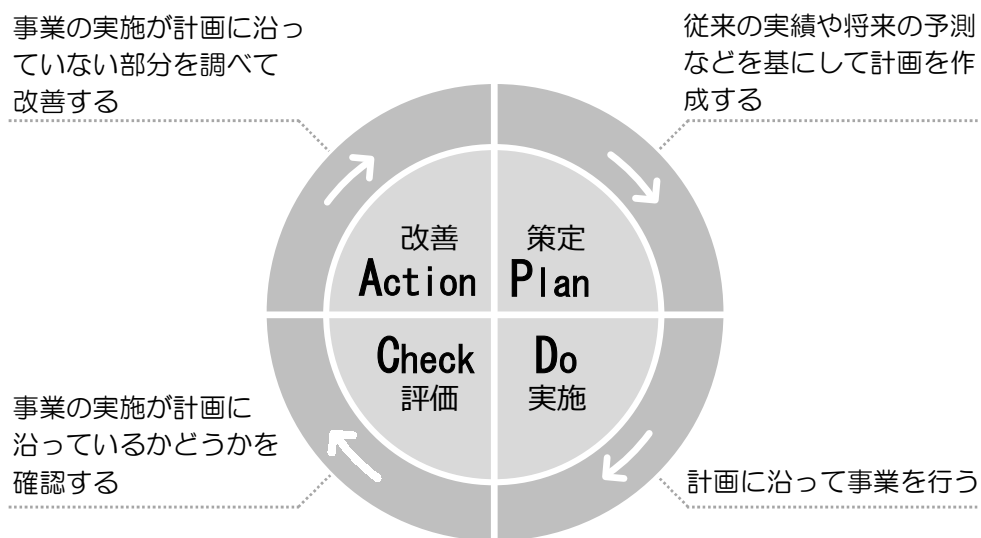 事業の実施が計画に沿っ
ていない部分を調べて
改善する
従来の実績や将来の予測
などを基にして計画を作
成する
改善
Action
策定
Plan
Check
評価
Do
実施
事業の実施が計画に
沿っているかどうかを
確認する
計画に沿って事業を行う